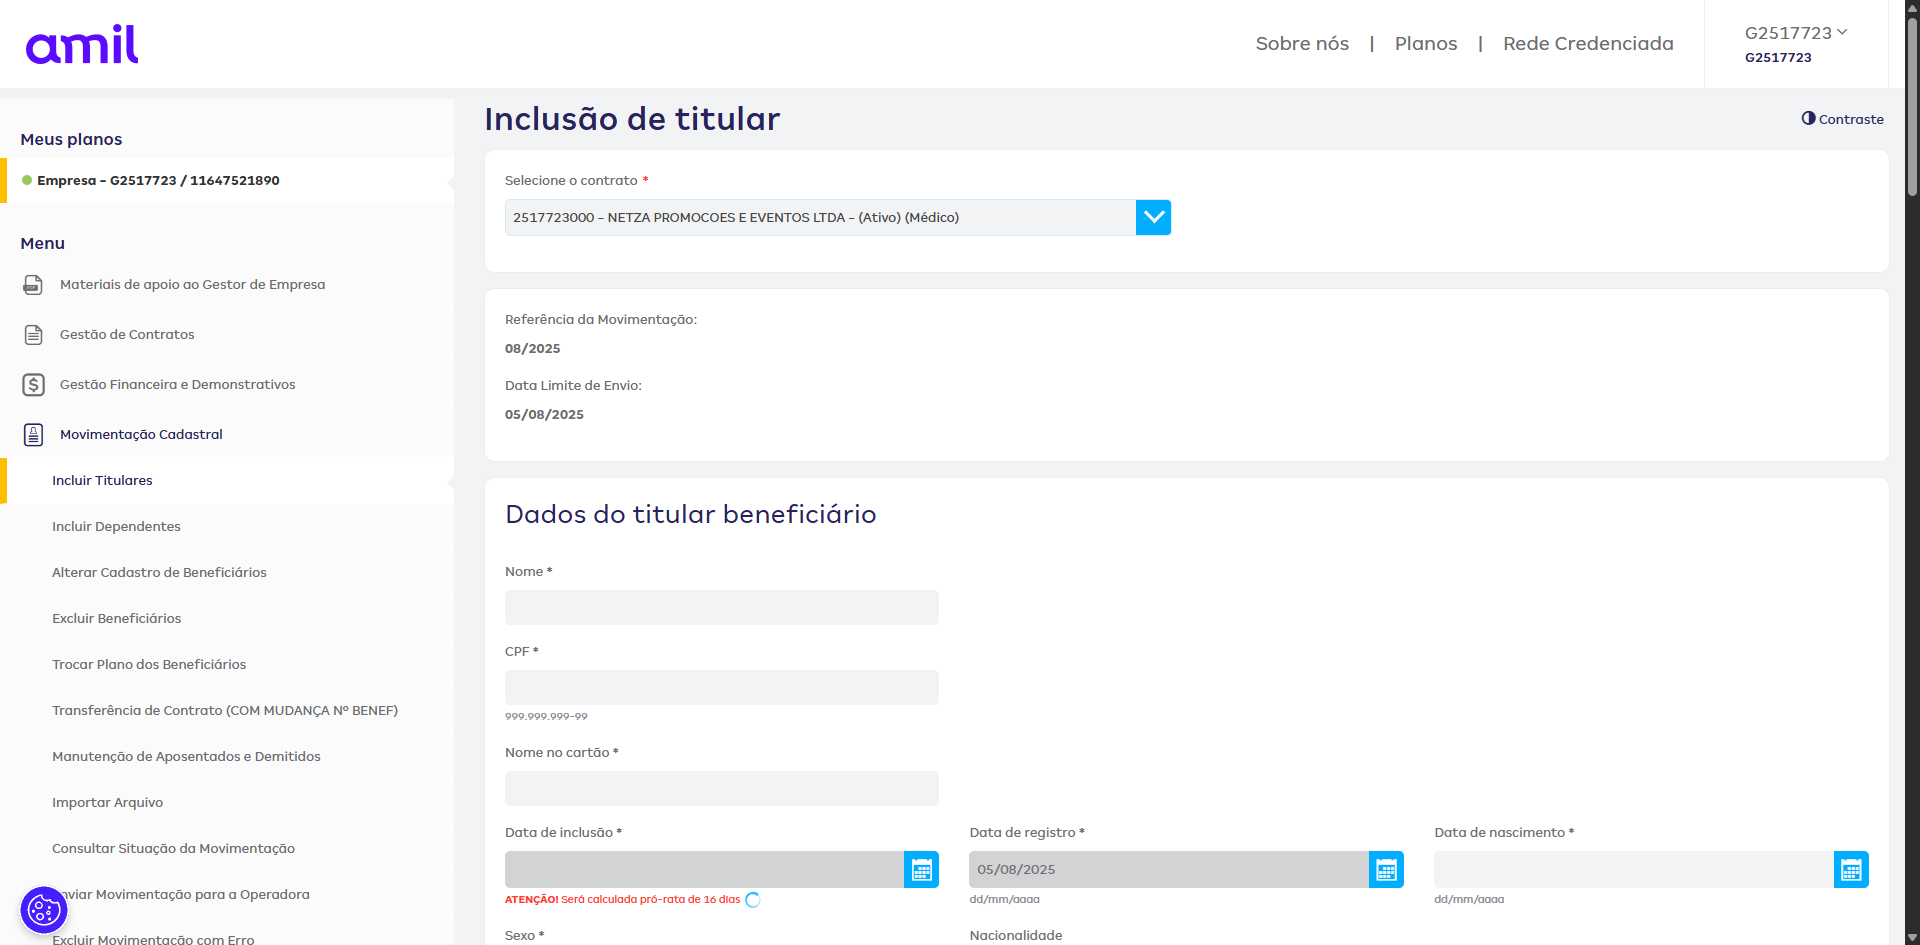 amil
Sobre nós | Planos | Rede Credenciada
G2517723
G2517723
Meus planos
Empresa - G2517723 / 11647521890
Menu
Materiais de apoio ao Gestor de Empresa
Gestão de Contratos
Gestão Financeira e Demonstrativos
Movimentação Cadastral
Incluir Titulares
Incluir Dependentes
Alterar Cadastro de Beneficiários
Excluir Beneficiários
Trocar Plano dos Beneficiários
Transferência de Contrato (COM MUDANÇA Nº BENEF)
Manutenção de Aposentados e Demitidos
Importar Arquivo
Consultar Situação da Movimentação
nviar Movimentação para a Operadora
Excluir Movimentação com Erro
Inclusão de titular
Contraste
Selecione o contrato *
2517723000 - NETZA PROMOCOES E EVENTOS LTDA - (Ativo) (Médico)
Referência da Movimentação:
08/2025
Data Limite de Envio:
05/08/2025
Dados do titular beneficiário
Nome *
CPF *
999.999.999-99
Nome no cartão *
Data de inclusão *
ATENÇÃO! Será calculada pró-rata de 16 dias
Data de registro *
05/08/2025
dd/mm/aaaa
Data de nascimento *
dd/mm/aaaa
Sexo *
Nacionalidade